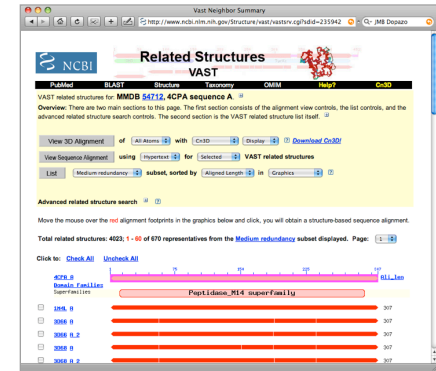 Vast Neighbor Summary
http://www.ncbi.nlm.nih.gov/Structure/vast/vastsrv.cgi?sdid=235942
JMB Dopazo
NCBI
Related Structures
VAST
PubMed BLAST Structure Taxonomy OMIM Help? Cn3D
VAST related structures for MMDB 54712, 4CPA sequence A.
Overview: There are two main sections to this page. The first section consists of the alignment view controls, the list controls, and the
advanced related structure search controls. The second section is the VAST related structure list itself.
View 3D Alignment of All Atoms with Cn3D Display Download Cn3D!
View Sequence Alignment using Hypertext for Selected VAST related structures
List Medium redundancy subset, sorted by Aligned Length in Graphics
Advanced related structure search
Move the mouse over the red alignment footprints in the graphics below and click, you will obtain a structure-based sequence alignment.
Total related structures: 4023; 1 - 60 of 670 representatives from the Medium redundancy subset displayed. Page: 1
Click to: Check All Uncheck All
4CPA A
Domain Families
Superfamilies
Peptidase_M14 superfamily
Ali_len
307
307
307
307
307